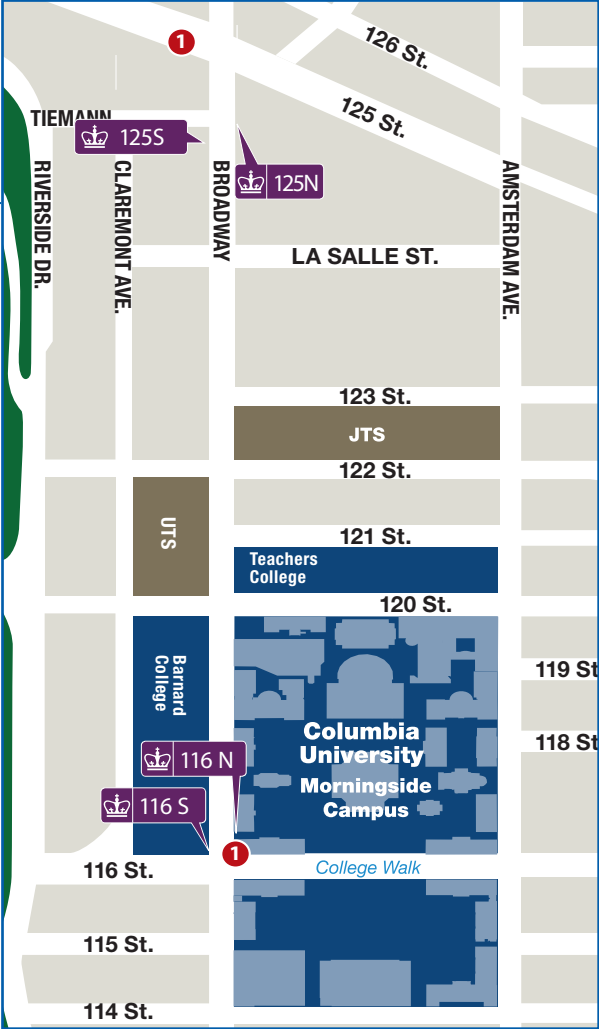 1
126 St.
125 St.
TIEMANN
125S
125N
RIVERSIDE DR.
CLAREMONT AVE.
BROADWAY
AMSTERDAM AVE.
LA SALLE ST.
123 St.
JTS
122 St.
UTS
121 St.
Teachers
College
120 St.
Barnard
College
119 St
118 St
Columbia
University
Morningside
Campus
116 N
116 S
1
116 St.
College Walk
115 St.
114 St.